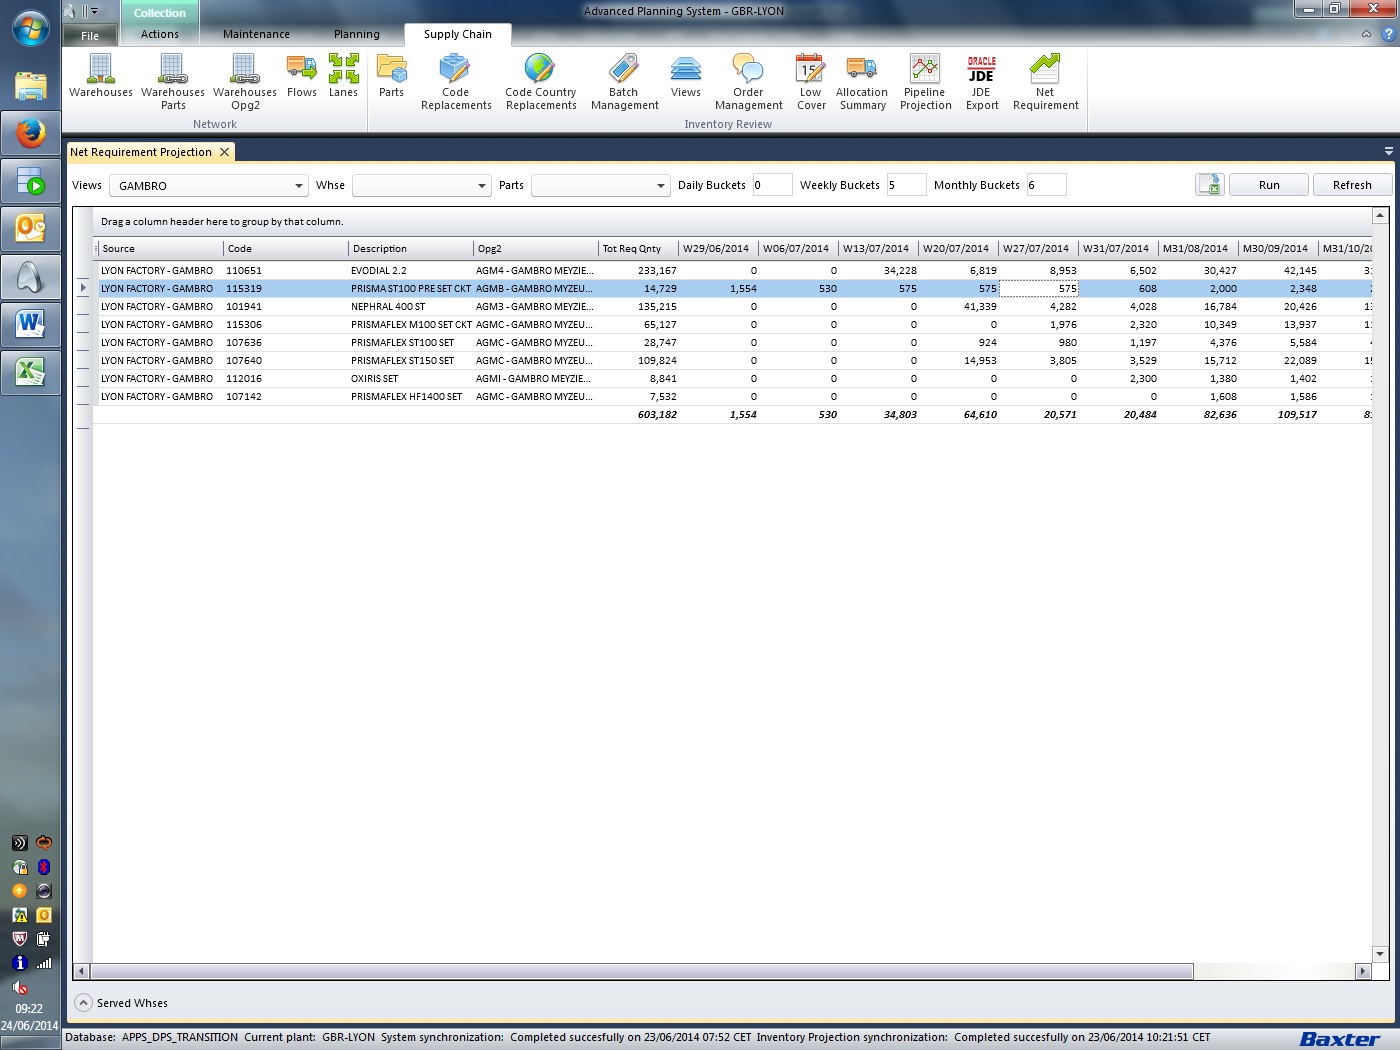 Collection
Advanced Planning System - GBR-LYON
File Actions Maintenance Planning Supply Chain
Warehouses Warehouses Parts Warehouses Opg2 Flows Lanes Parts Code Replacements Code Country Replacements Batch Management Views Order Management Low Cover Allocation Summary Pipeline Projection ORACLE JDE JDE Export Net Requirement
15
Network Inventory Review
Net Requirement Projection
Views GAMBRO Whse Parts Daily Buckets 0 Weekly Buckets 5 Monthly Buckets 6 Run Refresh
Drag a column header here to group by that column.
Source Code Description Opg2 Tot Req Qnty W29/06/2014 W06/07/2014 W13/07/2014 W20/07/2014 W27/07/2014 W31/07/2014 M31/08/2014 M30/09/2014 M31/10/20
LYON FACTORY - GAMBRO 110651 EVODIAL 2.2 AGM4 - GAMBRO MEYZIE... 233,167 0 0 34,228 6,819 8,953 6,502 30,427 42,145
LYON FACTORY - GAMBRO 115319 PRISMA ST100 PRE SET CKT AGMB - GAMBRO MYZEU... 14,729 1,554 530 575 575 575 608 2,000 2,348
LYON FACTORY - GAMBRO 101941 NEPHRAL 400 ST AGM3 - GAMBRO MEYZIE... 135,215 0 0 0 41,339 4,282 4,028 16,784 20,426
LYON FACTORY - GAMBRO 115306 PRISMAFLEX M100 SET CKT AGMC - GAMBRO MYZEU... 65,127 0 0 0 0 1,976 2,320 10,349 13,937
LYON FACTORY - GAMBRO 107636 PRISMAFLEX ST100 SET AGMC - GAMBRO MYZEU... 28,747 0 0 0 924 980 1,197 4,376 5,584
LYON FACTORY - GAMBRO 107640 PRISMAFLEX ST150 SET AGMC - GAMBRO MYZEU... 109,824 0 0 0 14,953 3,805 3,529 15,712 22,089
LYON FACTORY - GAMBRO 112016 OXIRIS SET AGMI - GAMBRO MEYZIE... 8,841 0 0 0 0 0 2,300 1,380 1,402
LYON FACTORY - GAMBRO 107142 PRISMAFLEX HF1400 SET AGMC - GAMBRO MYZEU... 7,532 0 0 0 0 0 0 1,608 1,586
603,182 1,554 530 34,803 64,610 20,571 20,484 82,636 109,517
Served Whses
09:22
24/06/2014
Database: APPS_DPS_TRANSITION Current plant: GBR-LYON System synchronization: Completed succesfully on 23/06/2014 07:52 CET Inventory Projection synchronization: Completed succesfully on 23/06/2014 10:21:51 CET
Baxter